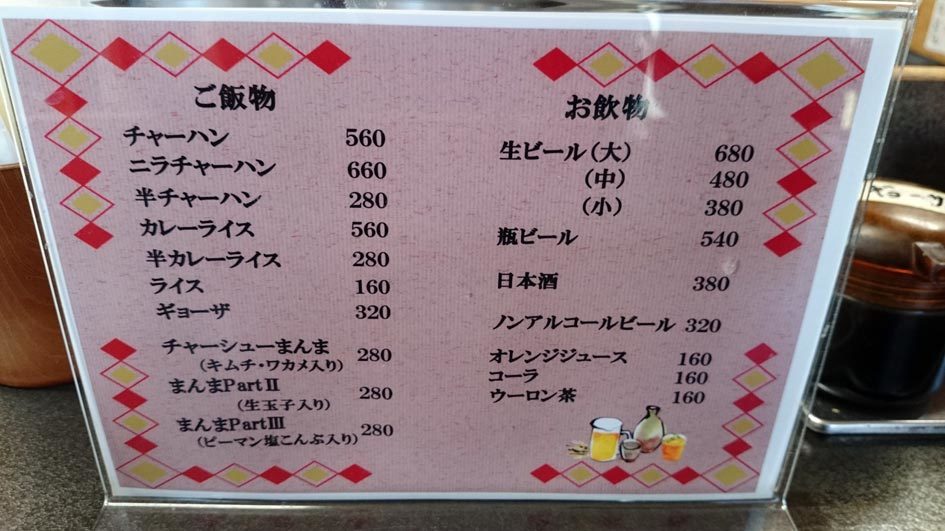 ご飯物
チャーハン 560
ニラチャーハン 660
半チャーハン 280
カレーライス 560
半カレーライス 280
ライス 160
ギョーザ 320
チャーシューまんま 280
(キムチ・ワカメ入り)
まんまPartⅡ 280
(生玉子入り)
まんまPartⅢ 280
(ピーマン塩こんぶ入り)
お飲物
生ビール(大) 680
(中) 480
(小) 380
瓶ビール 540
日本酒 380
ノンアルコールビール 320
オレンジジュース 160
コーラ 160
ウーロン茶 160